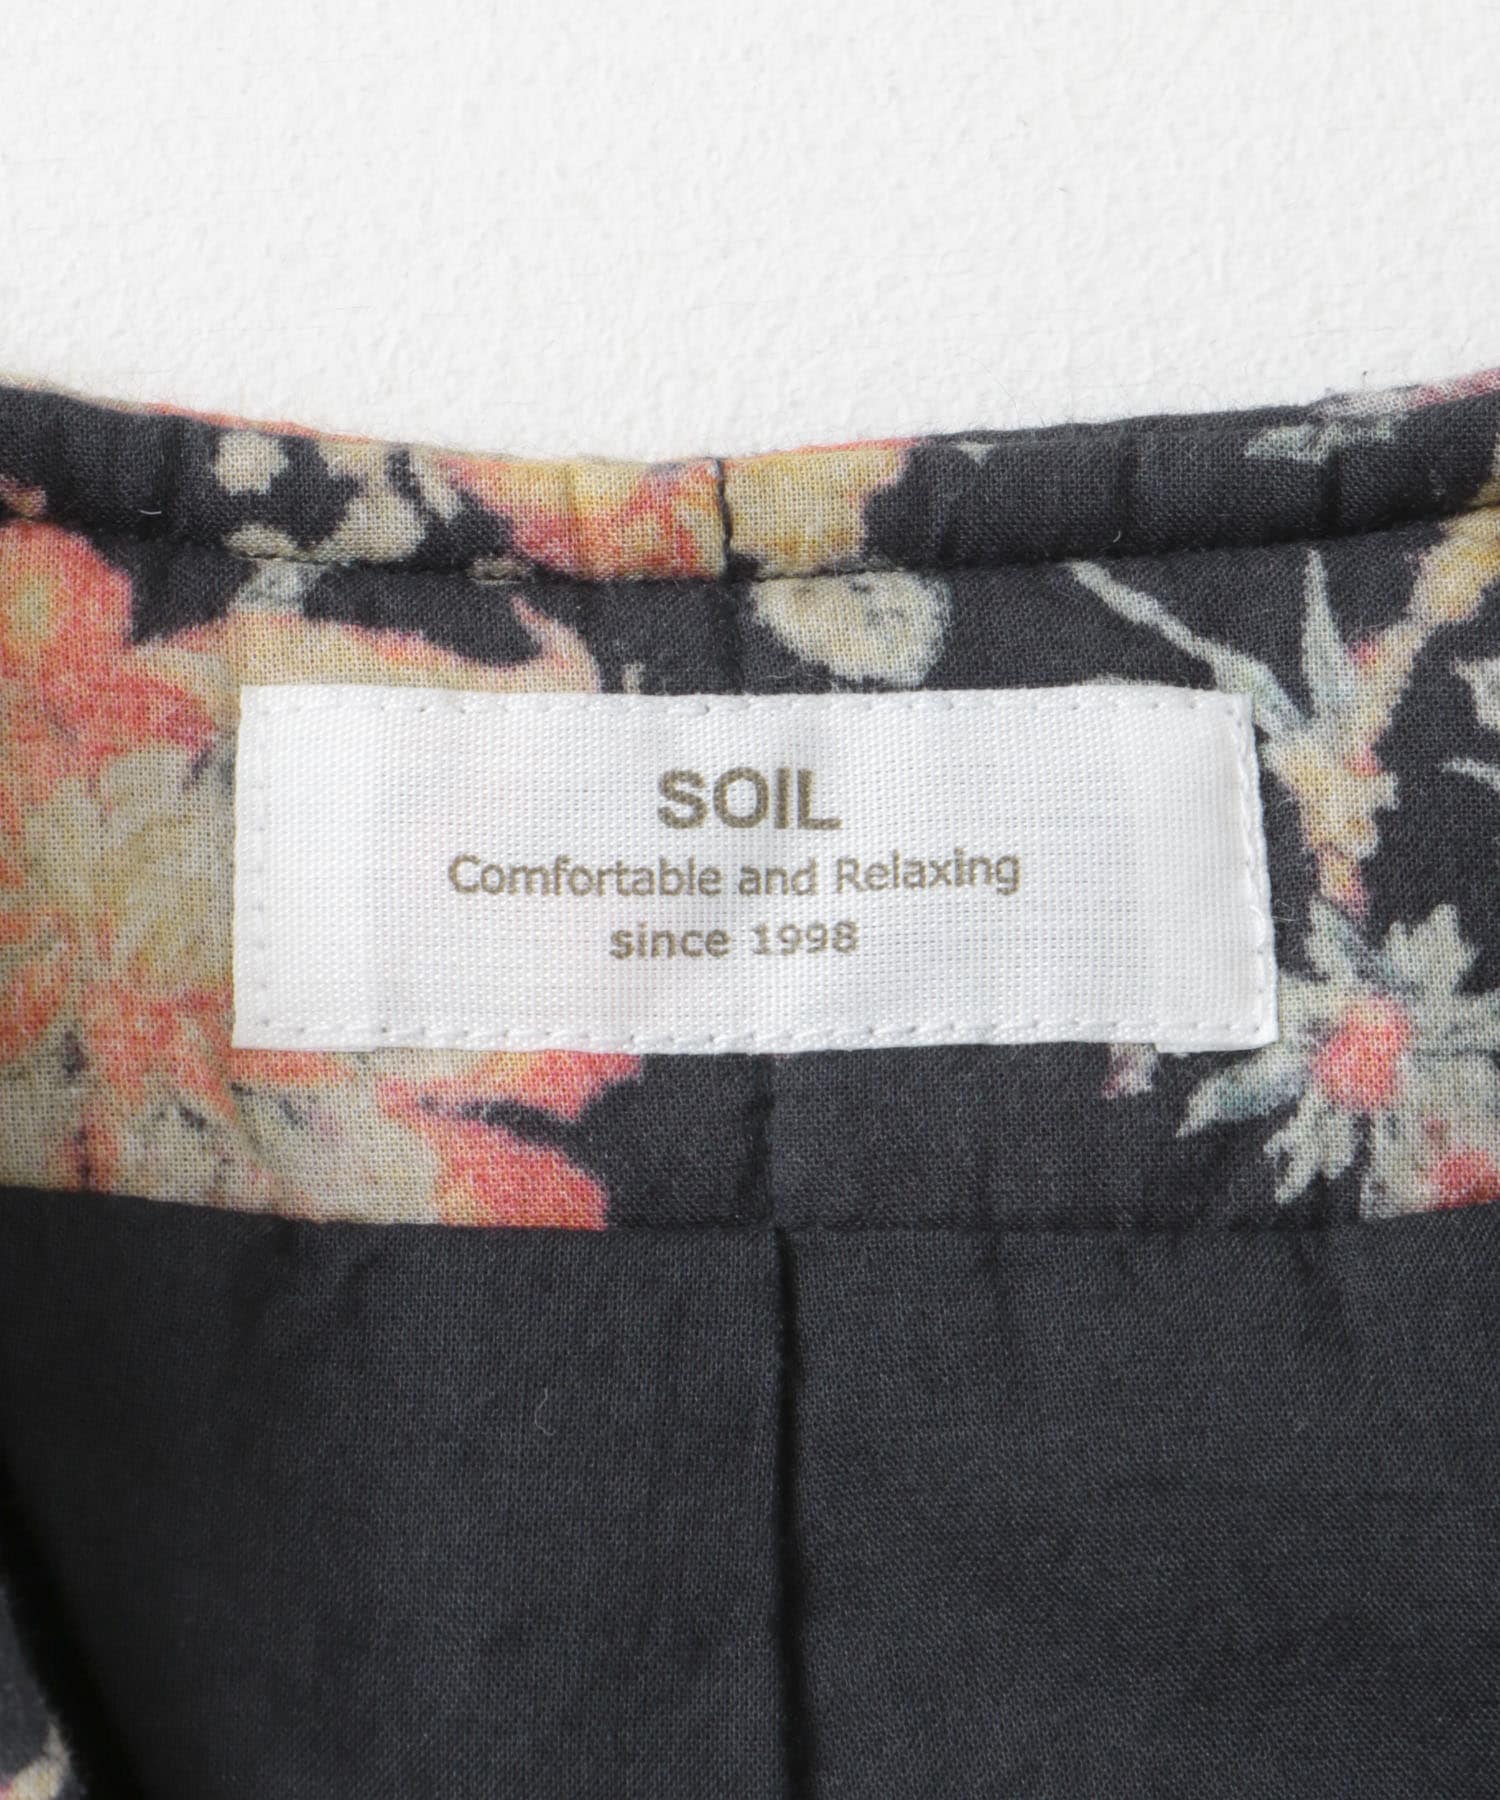 SOIL
Comfortable and Relaxing
since 1998